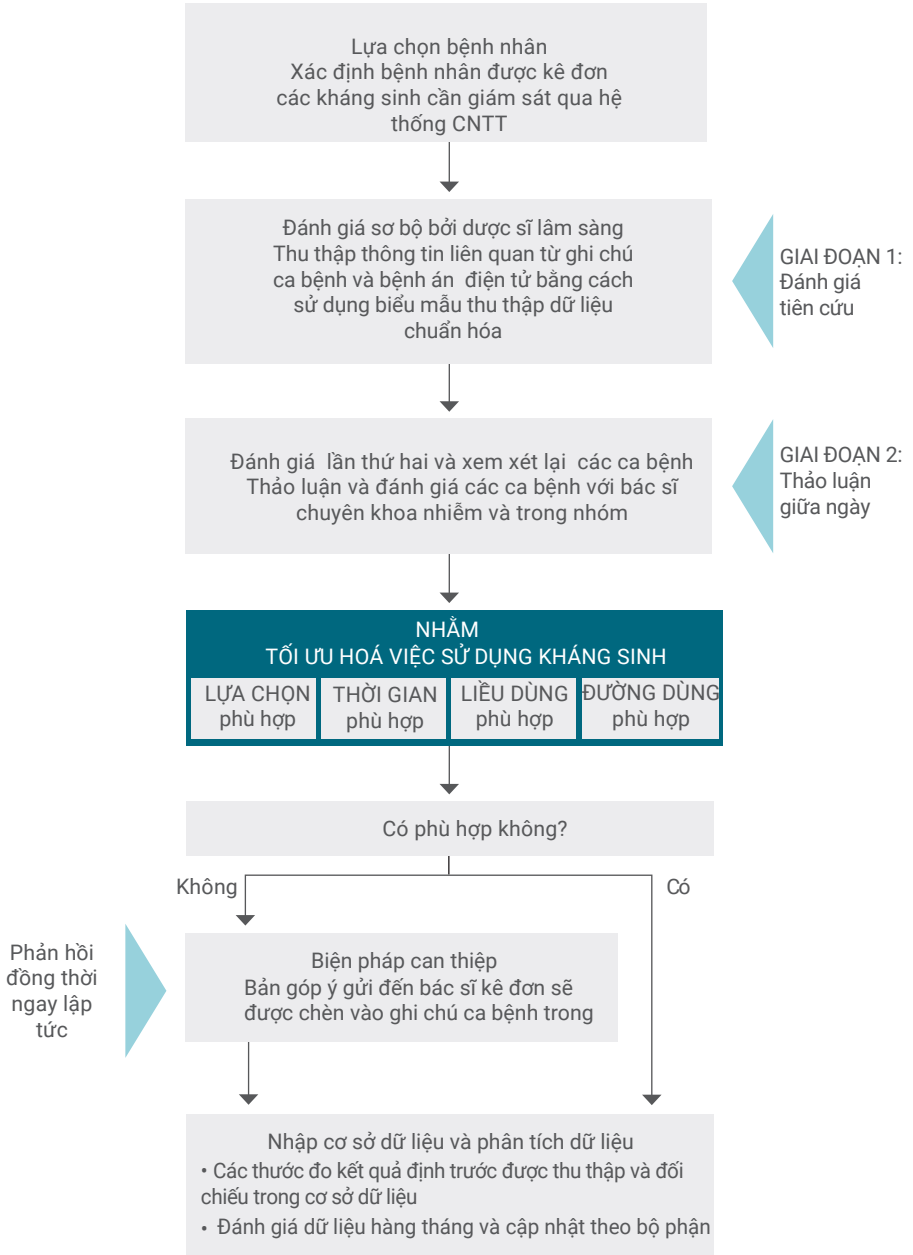 Lựa chọn bệnh nhân
Xác định bệnh nhân được kê đơn
các kháng sinh cần giám sát qua hệ
thống CNTT
Đánh giá sơ bộ bởi dược sĩ lâm sàng
Thu thập thông tin liên quan từ ghi chú
ca bệnh và bệnh án điện tử bằng cách
sử dụng biểu mẫu thu thập dữ liệu
chuẩn hóa
GIAI ĐOẠN 1:
Đánh giá
tiên cứu
Đánh giá lần thứ hai và xem xét lại các ca bệnh
Thảo luận và đánh giá các ca bệnh với bác sĩ
chuyên khoa nhiễm và trong nhóm
GIAI ĐOẠN 2:
Thảo luận
giữa ngày
NHẰM
TỐI ƯU HOÁ VIỆC SỬ DỤNG KHÁNG SINH
LỰA CHỌN
phù hợp
THỜI GIAN
phù hợp
LIỀU DÙNG
phù hợp
ĐƯỜNG DÙNG
phù hợp
Có phù hợp không?
Không
Có
Phản hồi
đồng thời
ngay lập
tức
Biện pháp can thiệp
Bản góp ý gửi đến bác sĩ kê đơn sẽ
được chèn vào ghi chú ca bệnh trong
Nhập cơ sở dữ liệu và phân tích dữ liệu
• Các thước đo kết quả định trước được thu thập và đối
chiếu trong cơ sở dữ liệu
• Đánh giá dữ liệu hàng tháng và cập nhật theo bộ phận